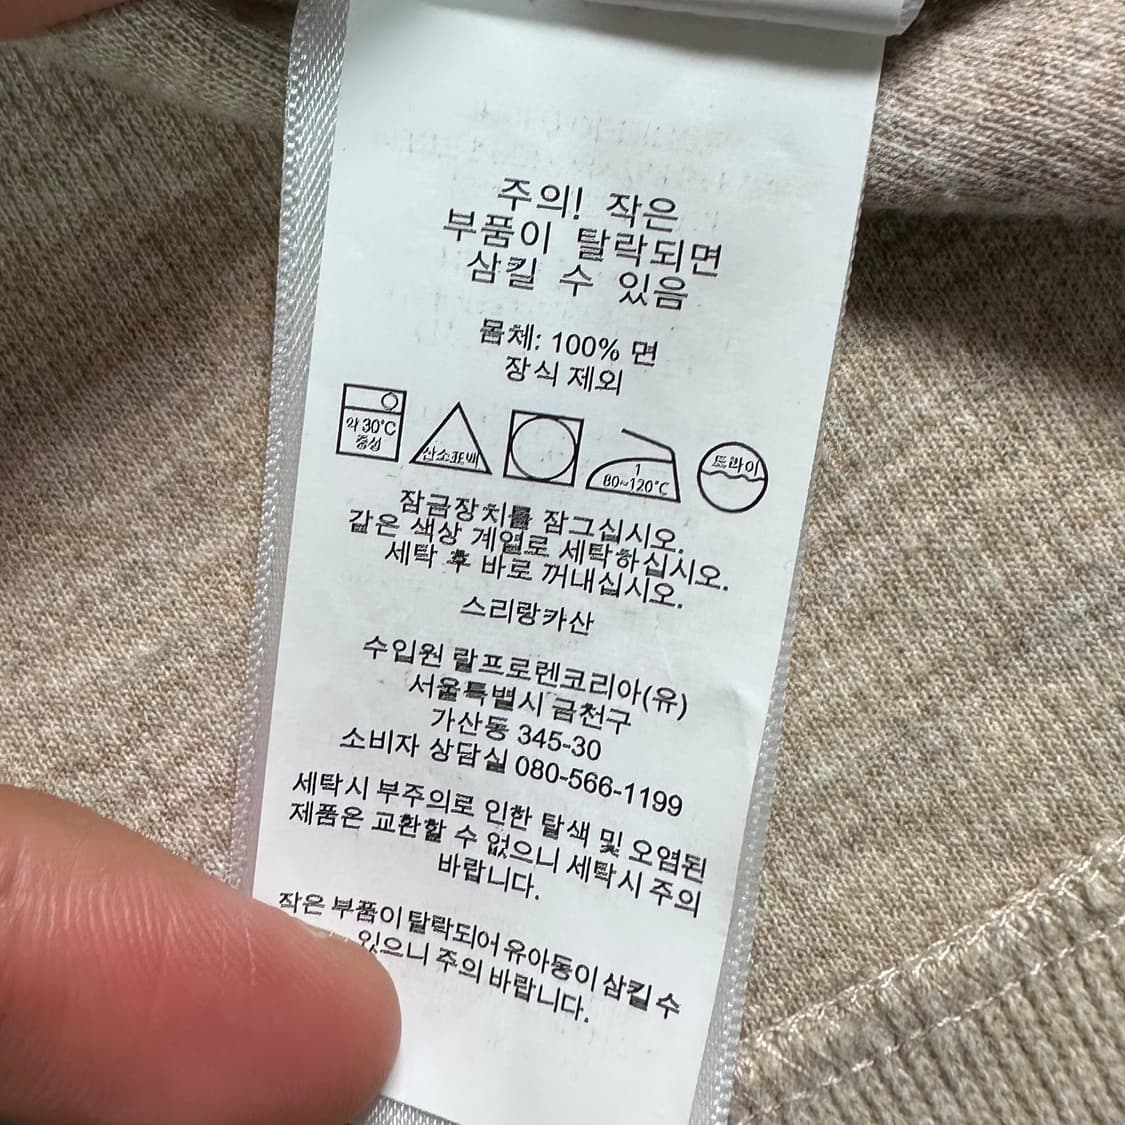 주의! 작은
부품이 탈락되면
삼킬 수 있음
몸체: 100% 면
장식 제외
약 30°C
중성
산소표백
1
80~120°C
드라이
잠금장치를 잠그십시오.
같은 색상 계열로 세탁하십시오.
세탁 후 바로 꺼내십시오.
스리랑카산
수입원 랄프로렌코리아(유)
서울특별시 금천구
가산동 345-30
소비자 상담실 080-566-1199
세탁시 부주의로 인한 탈색 및 오염된
제품은 교환할 수 없으니 세탁시 주의
바랍니다.
작은 부품이 탈락되어 유아동이 삼킬 수
있으니 주의 바랍니다.